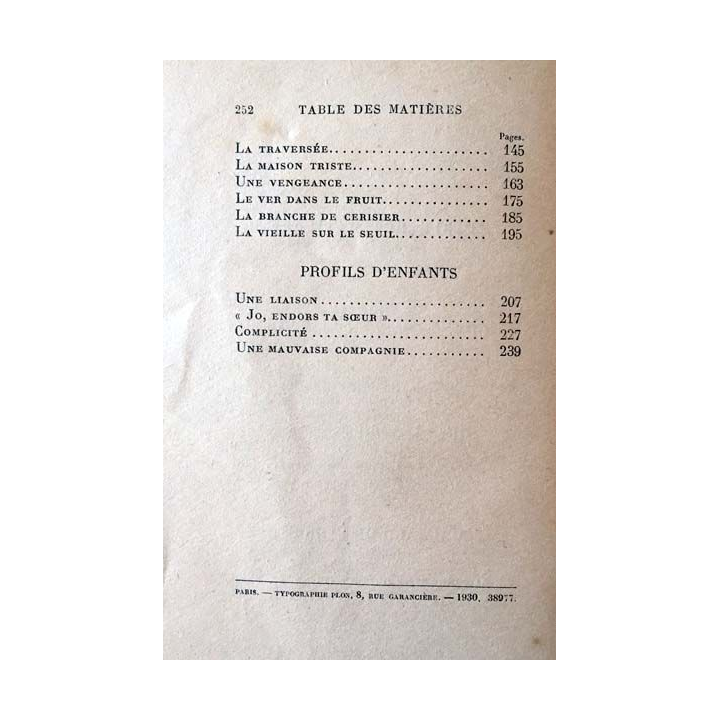 252 TABLE DES MATIÈRES
Pages.
LA TRAVERSÉE........................ 145
LA MAISON TRISTE.................... 155
UNE VENGEANCE...................... 163
LE VER DANS LE FRUIT................ 175
LA BRANCHE DE CERISIER............. 185
LA VIEILLE SUR LE SEUIL.............. 195
PROFILS D'ENFANTS
UNE LIAISON......................... 207
« JO, ENDORS TA SŒUR »............... 217
COMPLICITÉ.......................... 227
UNE MAUVAISE COMPAGNIE............ 239
PARIS. — TYPOGRAPHIE PLON, 8, RUE GARANCIÈRE. — 1930. 38977.